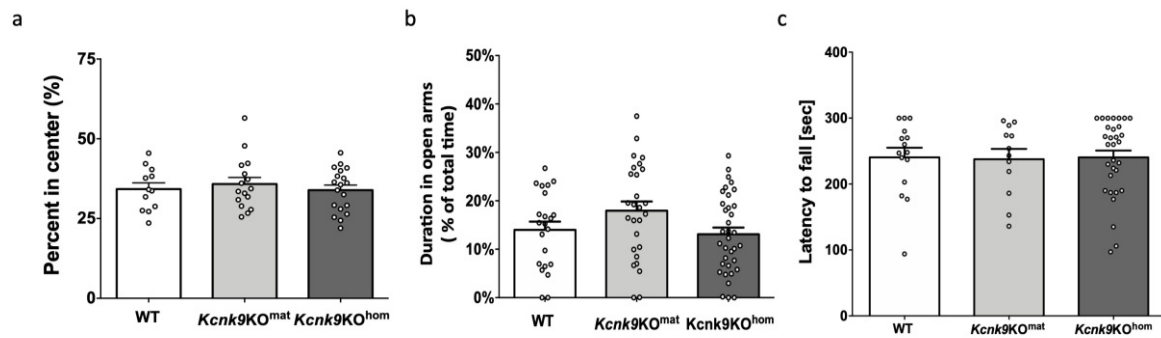 a
b
c
Percent in center (%)
75
50
25
0
WT
Kcnk9KOmat
Kcnk9KOhom
Duration in open arms
( % of total time)
50%
40%
30%
20%
10%
0%
WT
Kcnk9KOmat
Kcnk9KOhom
Latency to fall [sec]
400
300
200
100
0
WT
Kcnk9KOmat
Kcnk9KOhom